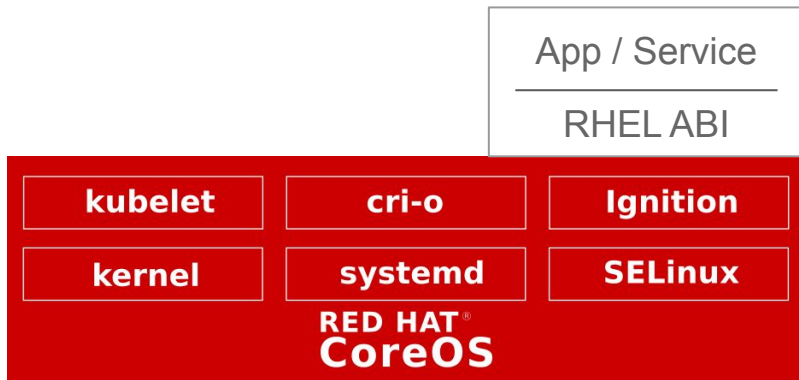 App / Service
RHEL ABI
kubelet cri-o Ignition
kernel systemd SELinux
RED HAT®
CoreOS